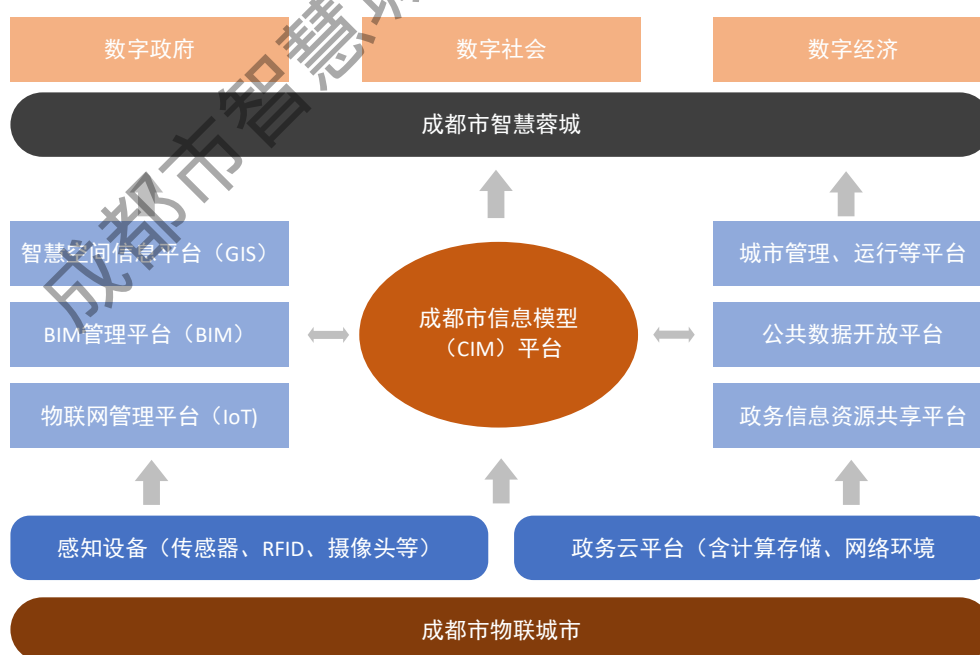 数字政府
数字社会
数字经济
成都市智慧蓉城
智慧空间信息平台（GIS）
城市管理、运行等平台
成都市信息模型
（CIM）平台
BIM管理平台（BIM）
公共数据开放平台
物联网管理平台（IoT)
政务信息资源共享平台
感知设备（传感器、RFID、摄像头等）
政务云平台（含计算存储、网络环境
成都市物联城市
成都市智慧